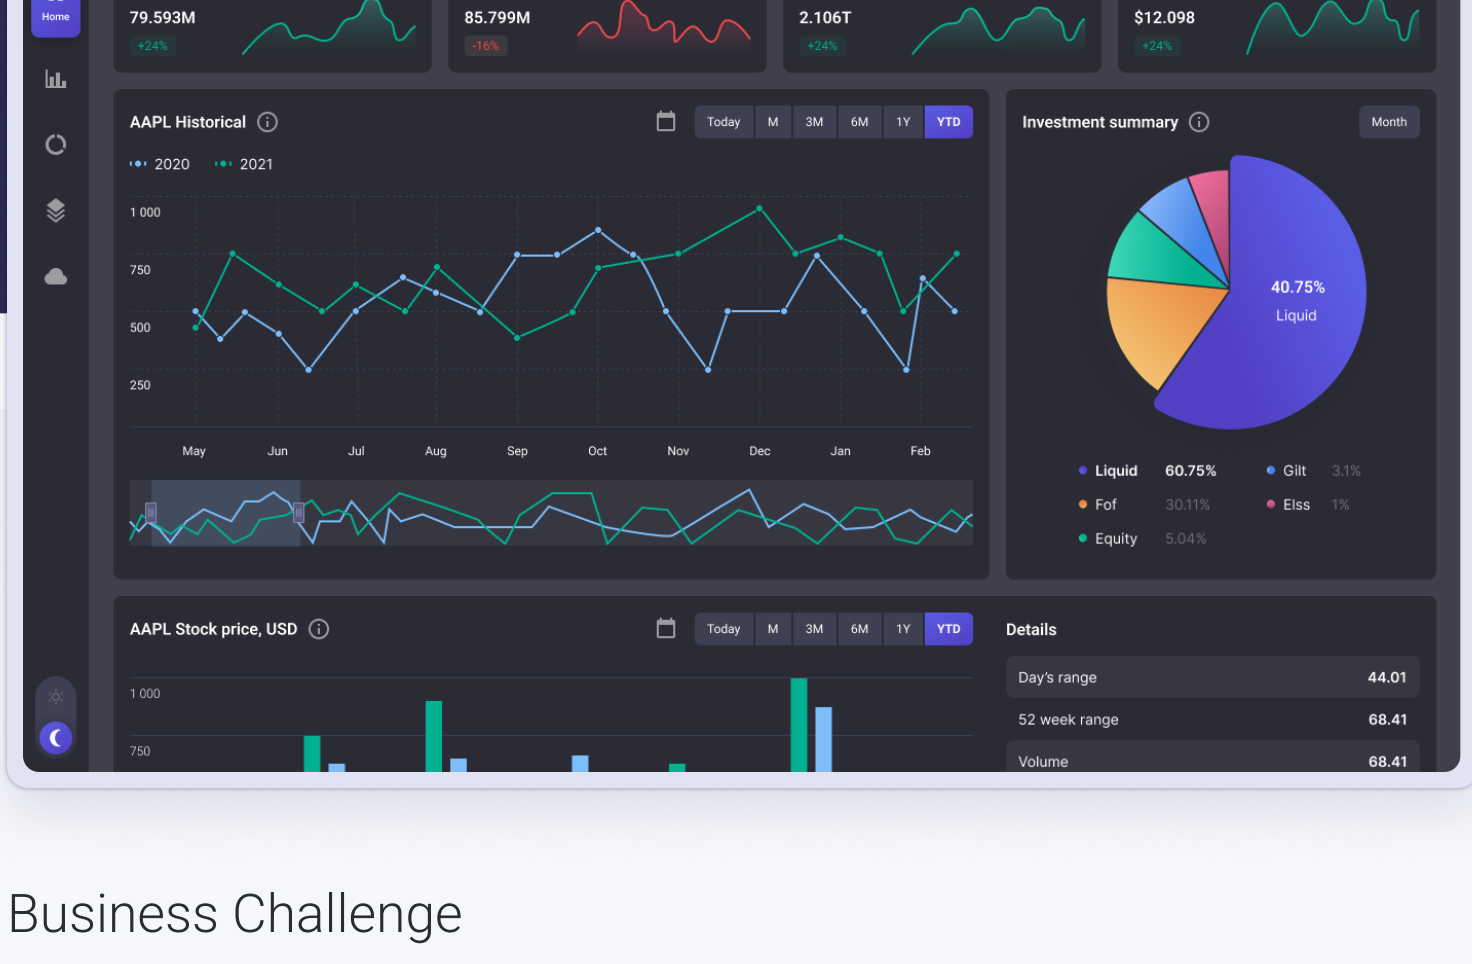 Home
79.593M
+24%
85.799M
-16%
2.106T
+24%
$12.098
+24%
AAPL Historical
Today M 3M 6M 1Y YTD
2020 2021
1 000
750
500
250
May Jun Jul Aug Sep Oct Nov Dec Jan Feb
Investment summary
Month
40.75%
Liquid
Liquid 60.75% Gilt 3.1%
Fof 30.11% Elss 1%
Equity 5.04%
AAPL Stock price, USD
Today M 3M 6M 1Y YTD
1 000
750
Details
Day's range 44.01
52 week range 68.41
Volume 68.41
Business Challenge